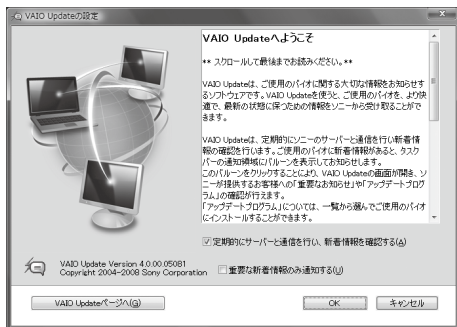 VAIO Updateの設定
VAIO Updateへようこそ
** スクロールして最後までお読みください。**
VAIO Updateは、ご使用のバイオに関する大切な情報をお知らせす
るソフトウェアです。VAIO Updateを使うと、ご使用のバイオを、より快
適で、最新の状態に保つための情報をソニーから受け取ることがで
きます。
VAIO Updateは、定期的にソニーのサーバーと通信を行い新着情
報の確認を行います。ご使用のバイオに新着情報があると、タスク
バーの通知領域にバルーンを表示してお知らせします。
このバルーンをクリックすることにより、VAIO Updateの画面が開き、ソ
ニーが提供するお客様への「重要なお知らせ」や「アップデートプログ
ラム」の確認が行えます。
「アップデートプログラム」については、一覧から選んでご使用のバイオ
にインストールすることができます。
定期的にサーバーと通信を行い、新着情報を確認する(A)
VAIO Update Version 4.0.00.05081
Copyright 2004-2008 Sony Corporation
重要な新着情報のみ通知する(U)
VAIO Updateページへ(G)
OK
キャンセル